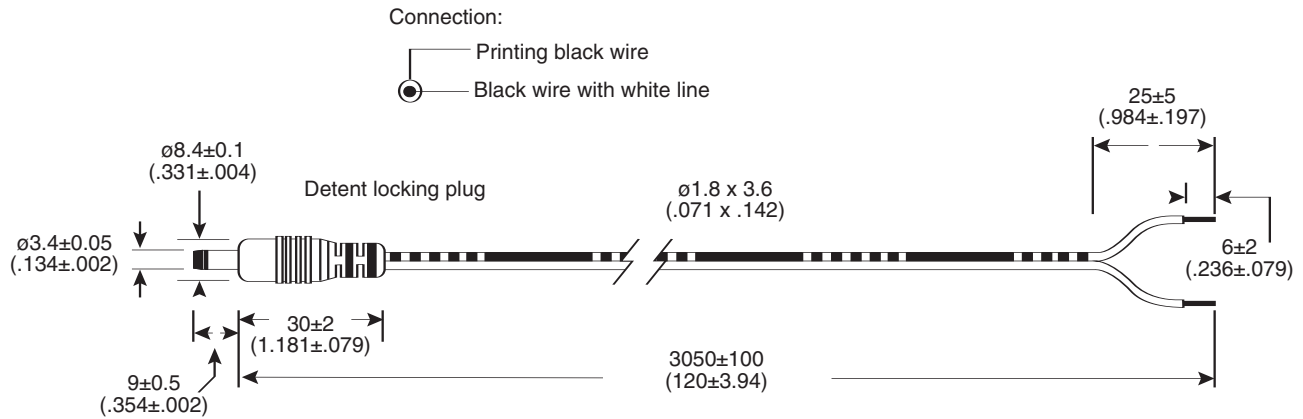 Connection:
Printing black wire
Black wire with white line
25±5
(.984±.197)
ø8.4±0.1
(.331±.004)
Detent locking plug
ø1.8 x 3.6
(.071 x .142)
ø3.4±0.05
(.134±.002)
6±2
(.236±.079)
30±2
(1.181±.079)
3050±100
(120±3.94)
9±0.5
(.354±.002)